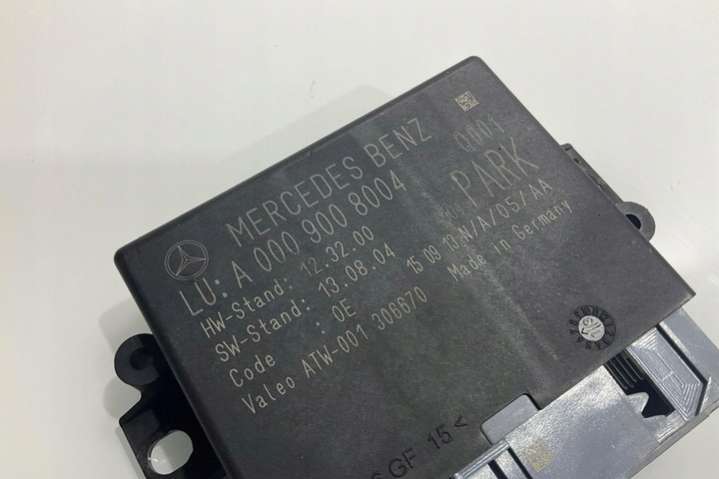 MERCEDES BENZ Q001
LU: A 000 900 8004 PARK
HW-Stand: 12.32.00
SW-Stand: 13.08.04 15 09 13 N/A/05/AA
Code : 0E Made in Germany
Valeo ATW-001 306670
GF 15 <